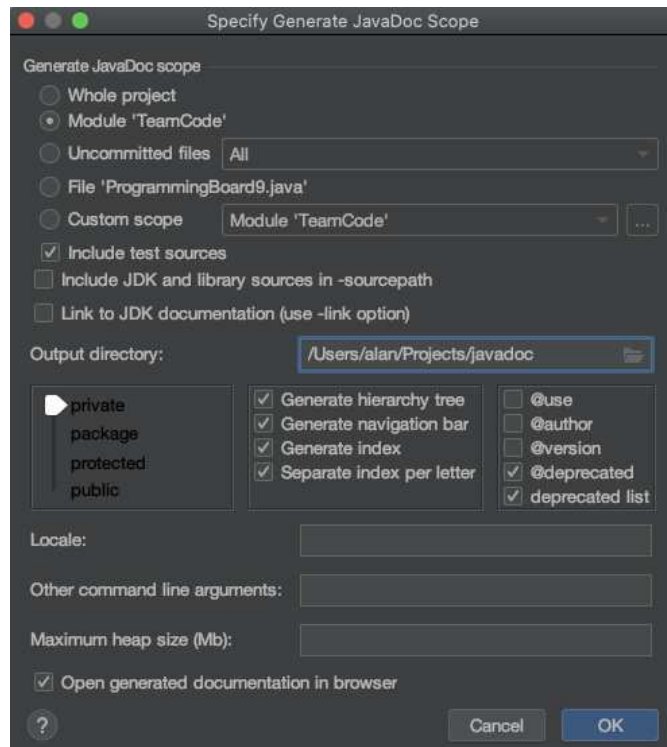 Specify Generate JavaDoc Scope
Generate JavaDoc scope
Whole project
Module 'TeamCode'
Uncommitted files All
File 'ProgrammingBoard9.java'
Custom scope Module 'TeamCode' ...
Include test sources
Include JDK and library sources in -sourcepath
Link to JDK documentation (use -link option)
Output directory: /Users/alan/Projects/javadoc
private
package
protected
public
Generate hierarchy tree
Generate navigation bar
Generate index
Separate index per letter
@use
@author
@version
@deprecated
deprecated list
Locale:
Other command line arguments:
Maximum heap size (Mb):
Open generated documentation in browser
? Cancel OK